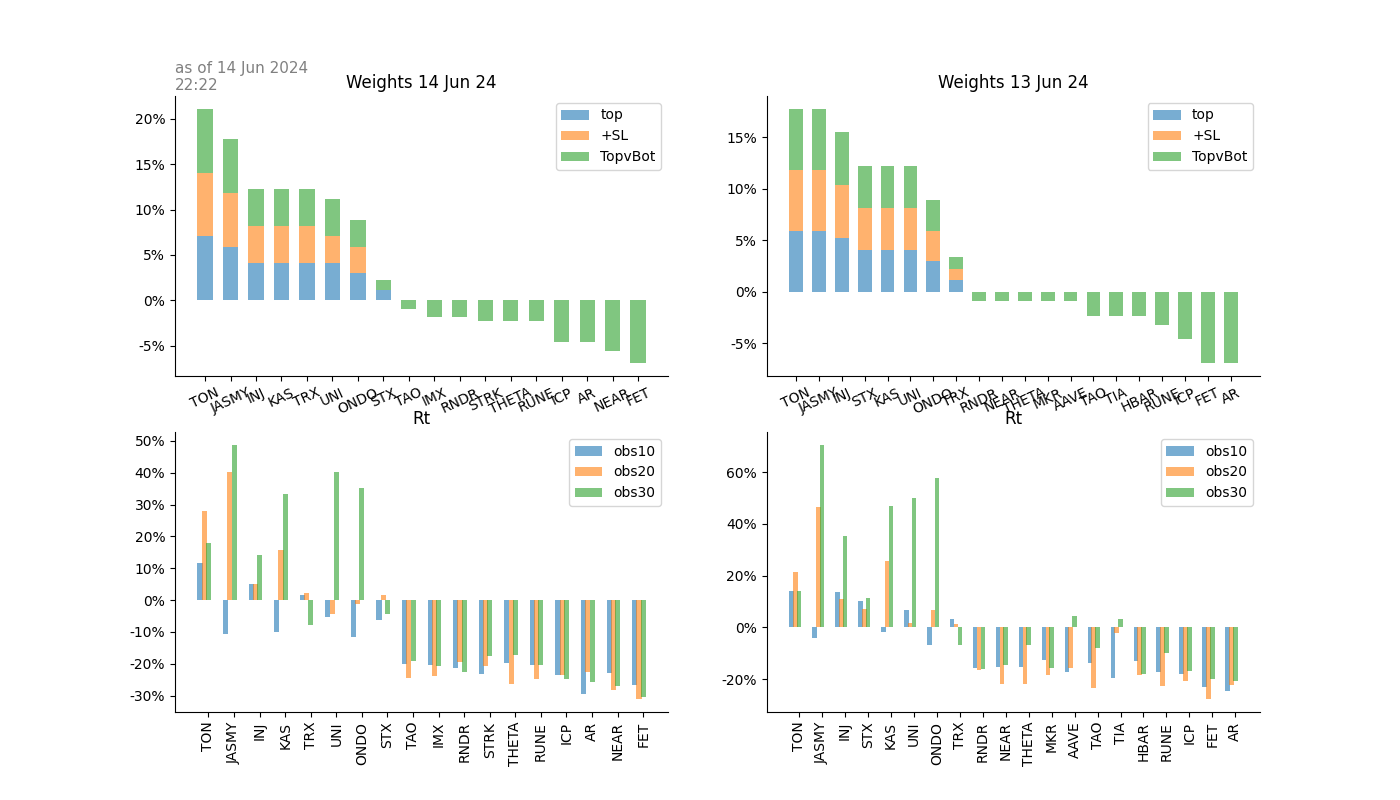 as of 14 Jun 2024
22:22
Weights 14 Jun 24
20%
15%
10%
5%
0%
-5%
top
+SL
TopvBot
TON
JASMY
INJ
KAS
TRX
UNI
ONDO
STX
TAO
IMX
RNDR
STRK
THETA
RUNE
ICP
AR
NEAR
FET
Weights 13 Jun 24
15%
10%
5%
0%
-5%
top
+SL
TopvBot
TON
JASMY
INJ
STX
KAS
UNI
ONDO
TRX
RNDR
NEAR
THETA
MKR
AAVE
TAO
TIA
HBAR
RUNE
ICP
FET
AR
Rt
50%
40%
30%
20%
10%
0%
-10%
-20%
-30%
obs10
obs20
obs30
TON
JASMY
INJ
KAS
TRX
UNI
ONDO
STX
TAO
IMX
RNDR
STRK
THETA
RUNE
ICP
AR
NEAR
FET
Rt
60%
40%
20%
0%
-20%
obs10
obs20
obs30
TON
JASMY
INJ
STX
KAS
UNI
ONDO
TRX
RNDR
NEAR
THETA
MKR
AAVE
TAO
TIA
HBAR
RUNE
ICP
FET
AR